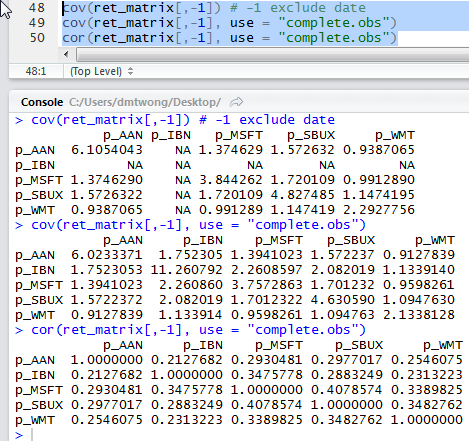 48 cov(ret_matrix[,-1]) # -1 exclude date
49 cov(ret_matrix[,-1], use = "complete.obs")
50 cor(ret_matrix[,-1], use = "complete.obs")
48:1 (Top Level)
Console C:/Users/dmtwong/Desktop/
> cov(ret_matrix[,-1]) # -1 exclude date
p_AAN p_IBN p_MSFT p_SBUX p_WMT
p_AAN 6.1054043 NA 1.374629 1.572632 0.9387065
p_IBN NA NA NA NA NA
p_MSFT 1.3746290 NA 3.844262 1.720109 0.9912890
p_SBUX 1.5726322 NA 1.720109 4.827485 1.1474195
p_WMT 0.9387065 NA 0.991289 1.147419 2.2927756
> cov(ret_matrix[,-1], use = "complete.obs")
p_AAN p_IBN p_MSFT p_SBUX p_WMT
p_AAN 6.0233371 1.752305 1.3941023 1.572237 0.9127839
p_IBN 1.7523053 11.260792 2.2608597 2.082019 1.1339140
p_MSFT 1.3941023 2.260860 3.7572863 1.701232 0.9598261
p_SBUX 1.5722372 2.082019 1.7012322 4.630590 1.0947630
p_WMT 0.9127839 1.133914 0.9598261 1.094763 2.1338128
> cor(ret_matrix[,-1], use = "complete.obs")
p_AAN p_IBN p_MSFT p_SBUX p_WMT
p_AAN 1.0000000 0.2127682 0.2930481 0.2977017 0.2546075
p_IBN 0.2127682 1.0000000 0.3475778 0.2883249 0.2313223
p_MSFT 0.2930481 0.3475778 1.0000000 0.4078574 0.3389825
p_SBUX 0.2977017 0.2883249 0.4078574 1.0000000 0.3482762
p_WMT 0.2546075 0.2313223 0.3389825 0.3482762 1.0000000
>